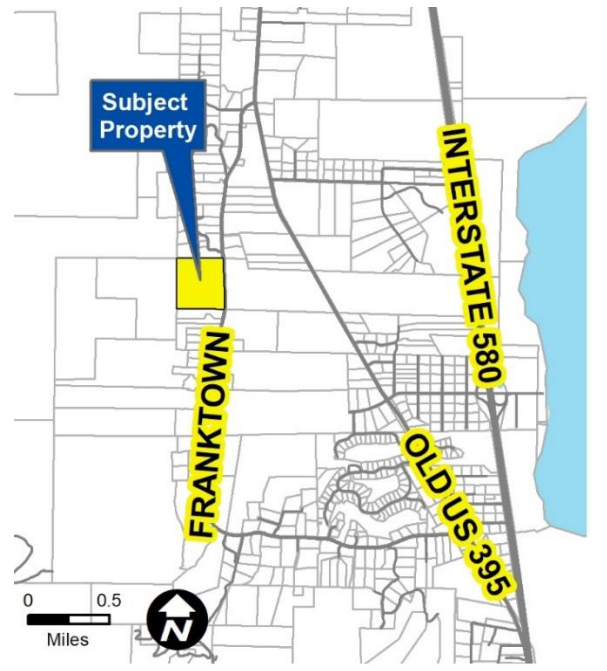 Subject
Property
INTERSTATE 580
FRANKTOWN
OLD US 395
0 0.5
Miles
N